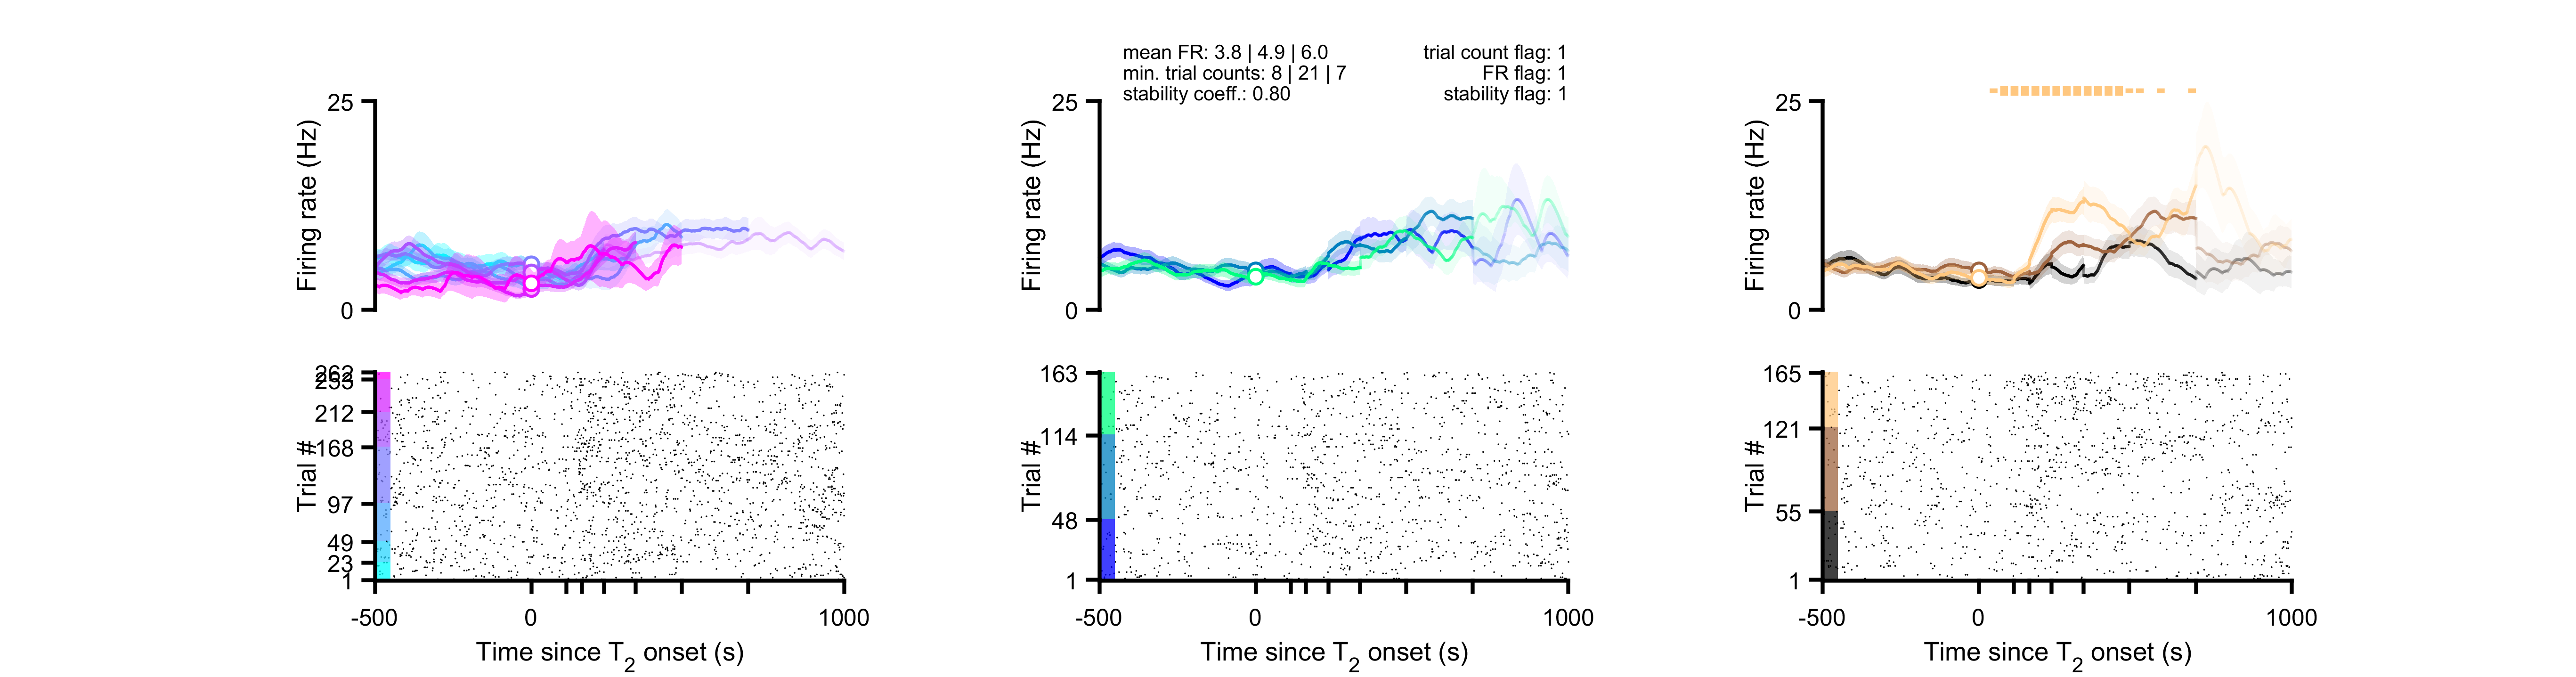 mean FR: 3.8 | 4.9 | 6.0
min. trial counts: 8 | 21 | 7
stability coeff.: 0.80
trial count flag: 1
FR flag: 1
stability flag: 1
25
Firing rate (Hz)
0
25
Firing rate (Hz)
0
25
Firing rate (Hz)
0
262
212
168
97
49
23
1
Trial #
-500
0
1000
Time since T2 onset (s)
163
114
48
1
Trial #
-500
0
1000
Time since T2 onset (s)
165
121
55
1
Trial #
-500
0
1000
Time since T2 onset (s)